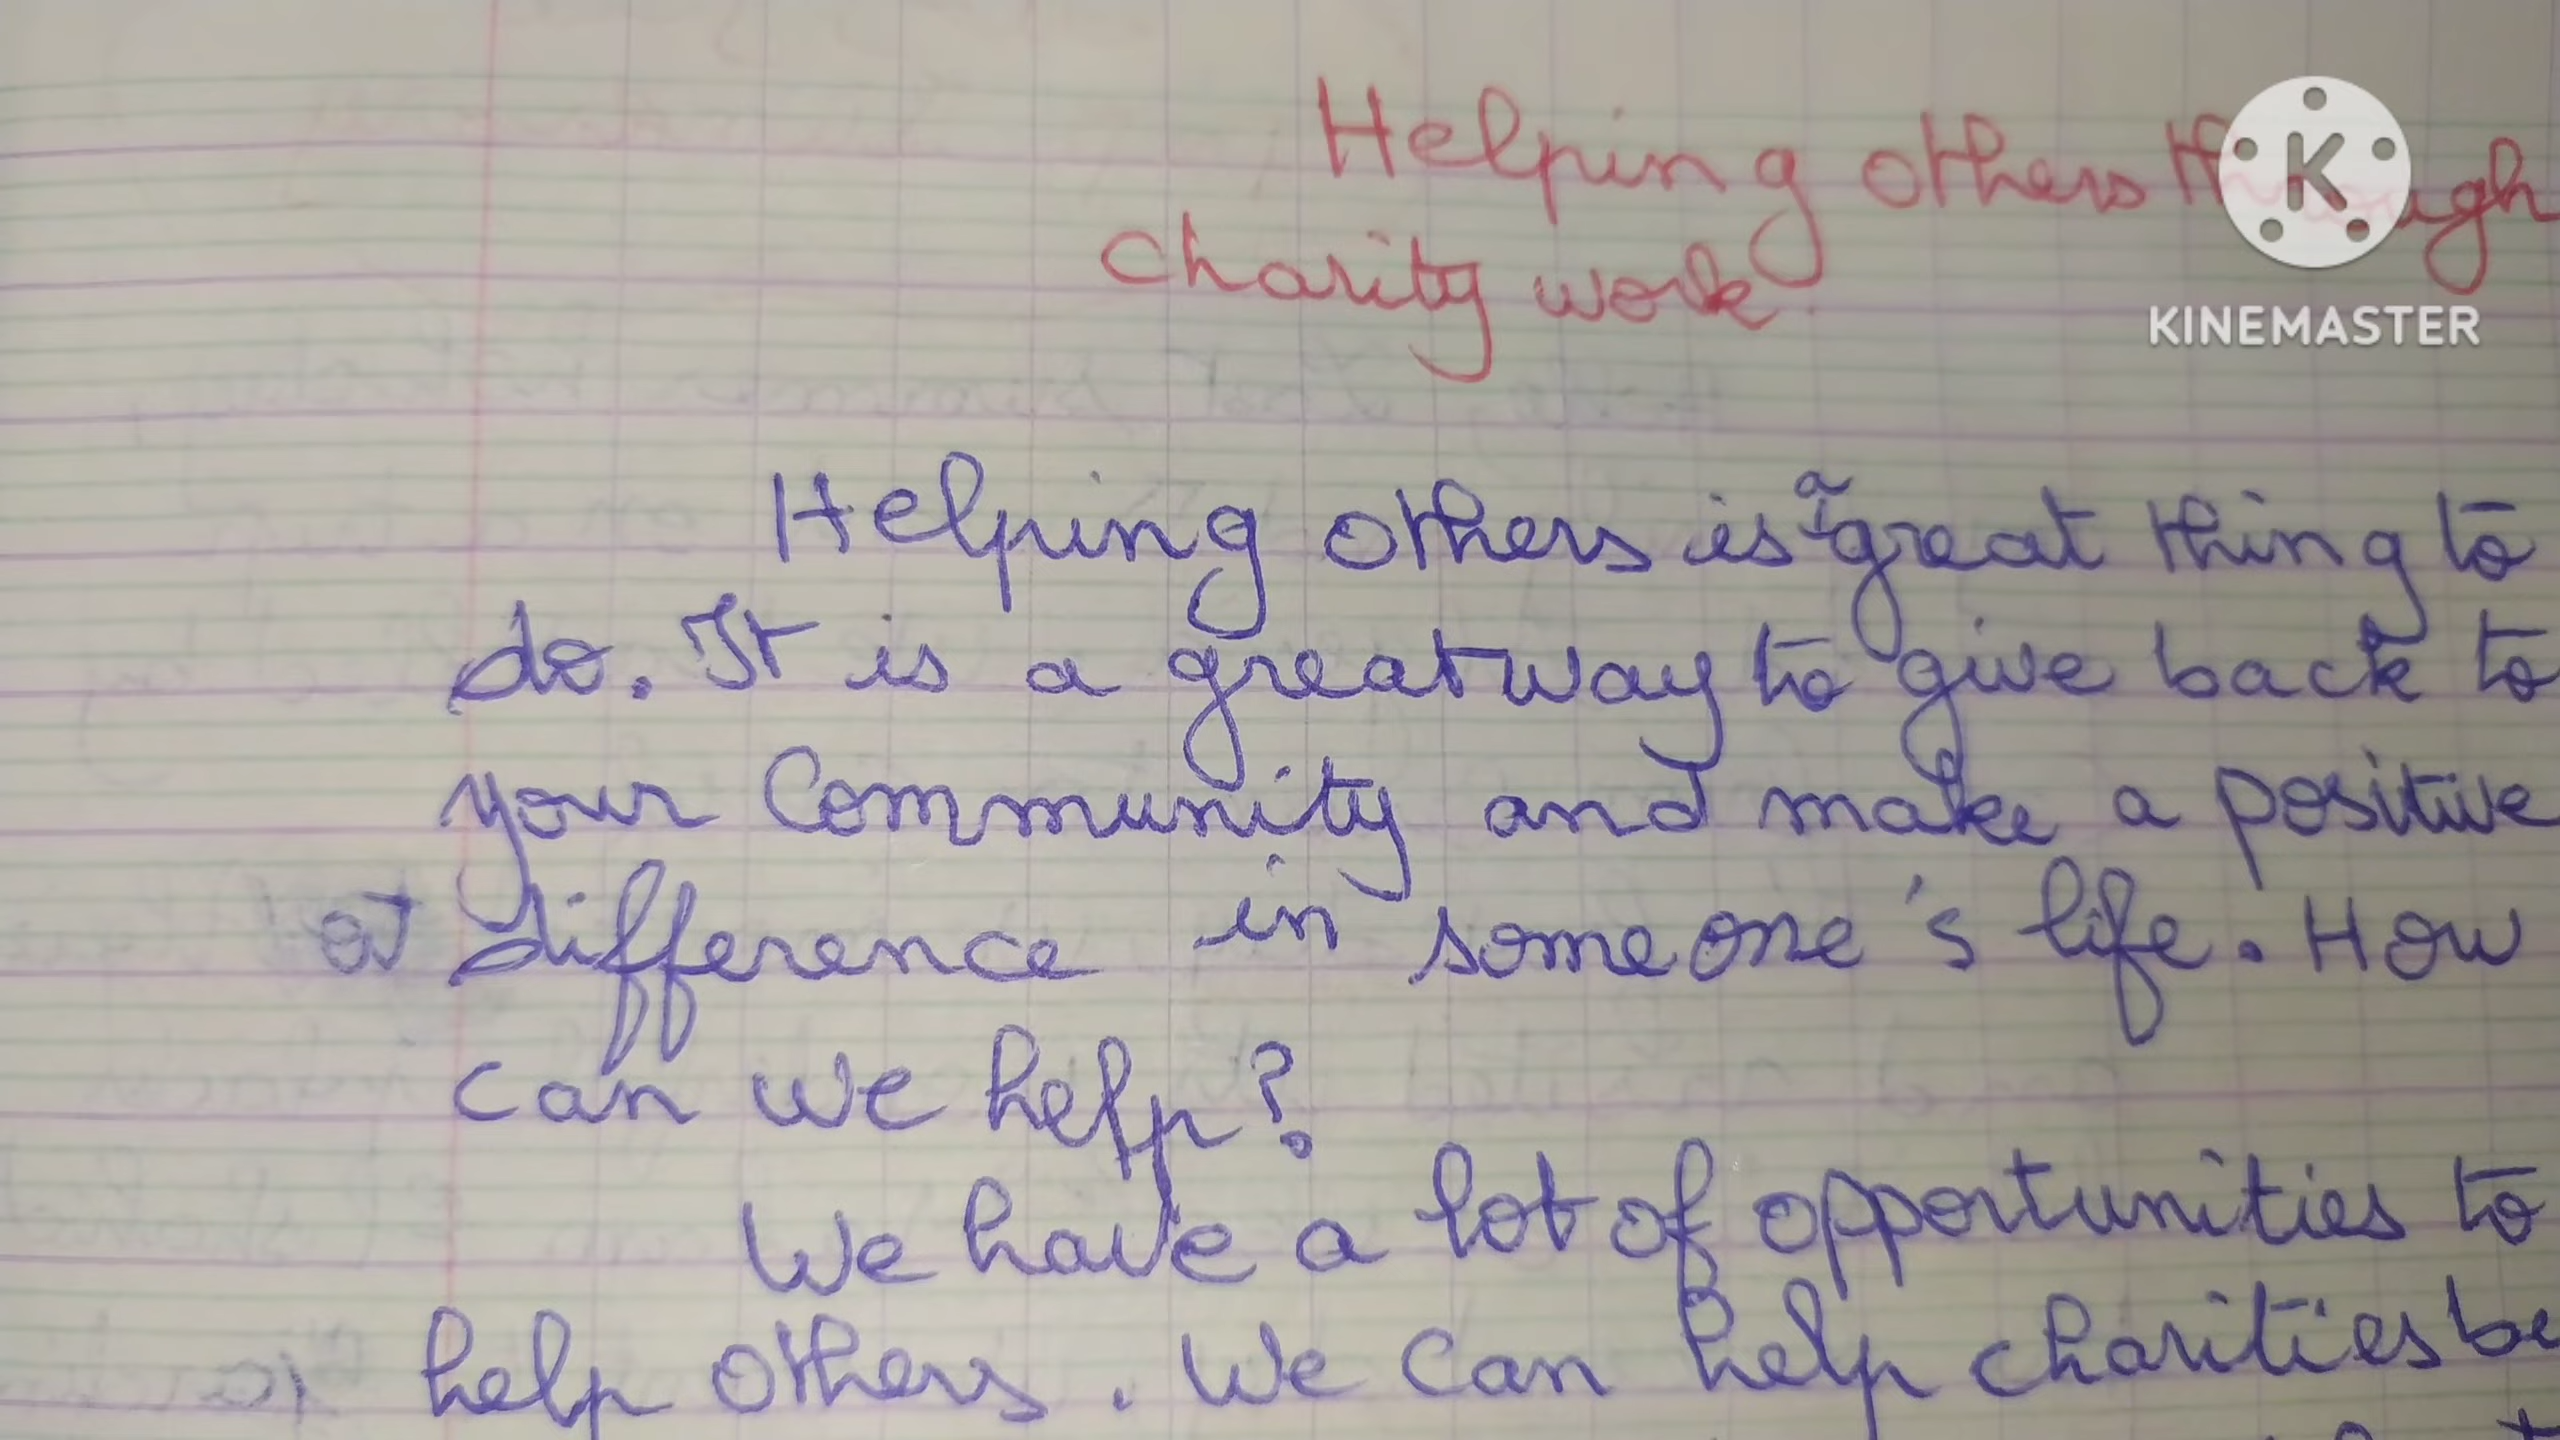 Helping others through
charity work.
KINEMASTER
Helping others is a great thing to
do. It is a great way to give back to
your Community and make a positive
difference in someone's life. How
can we help?
We have a lot of opportunities to
help others. We can help charities be